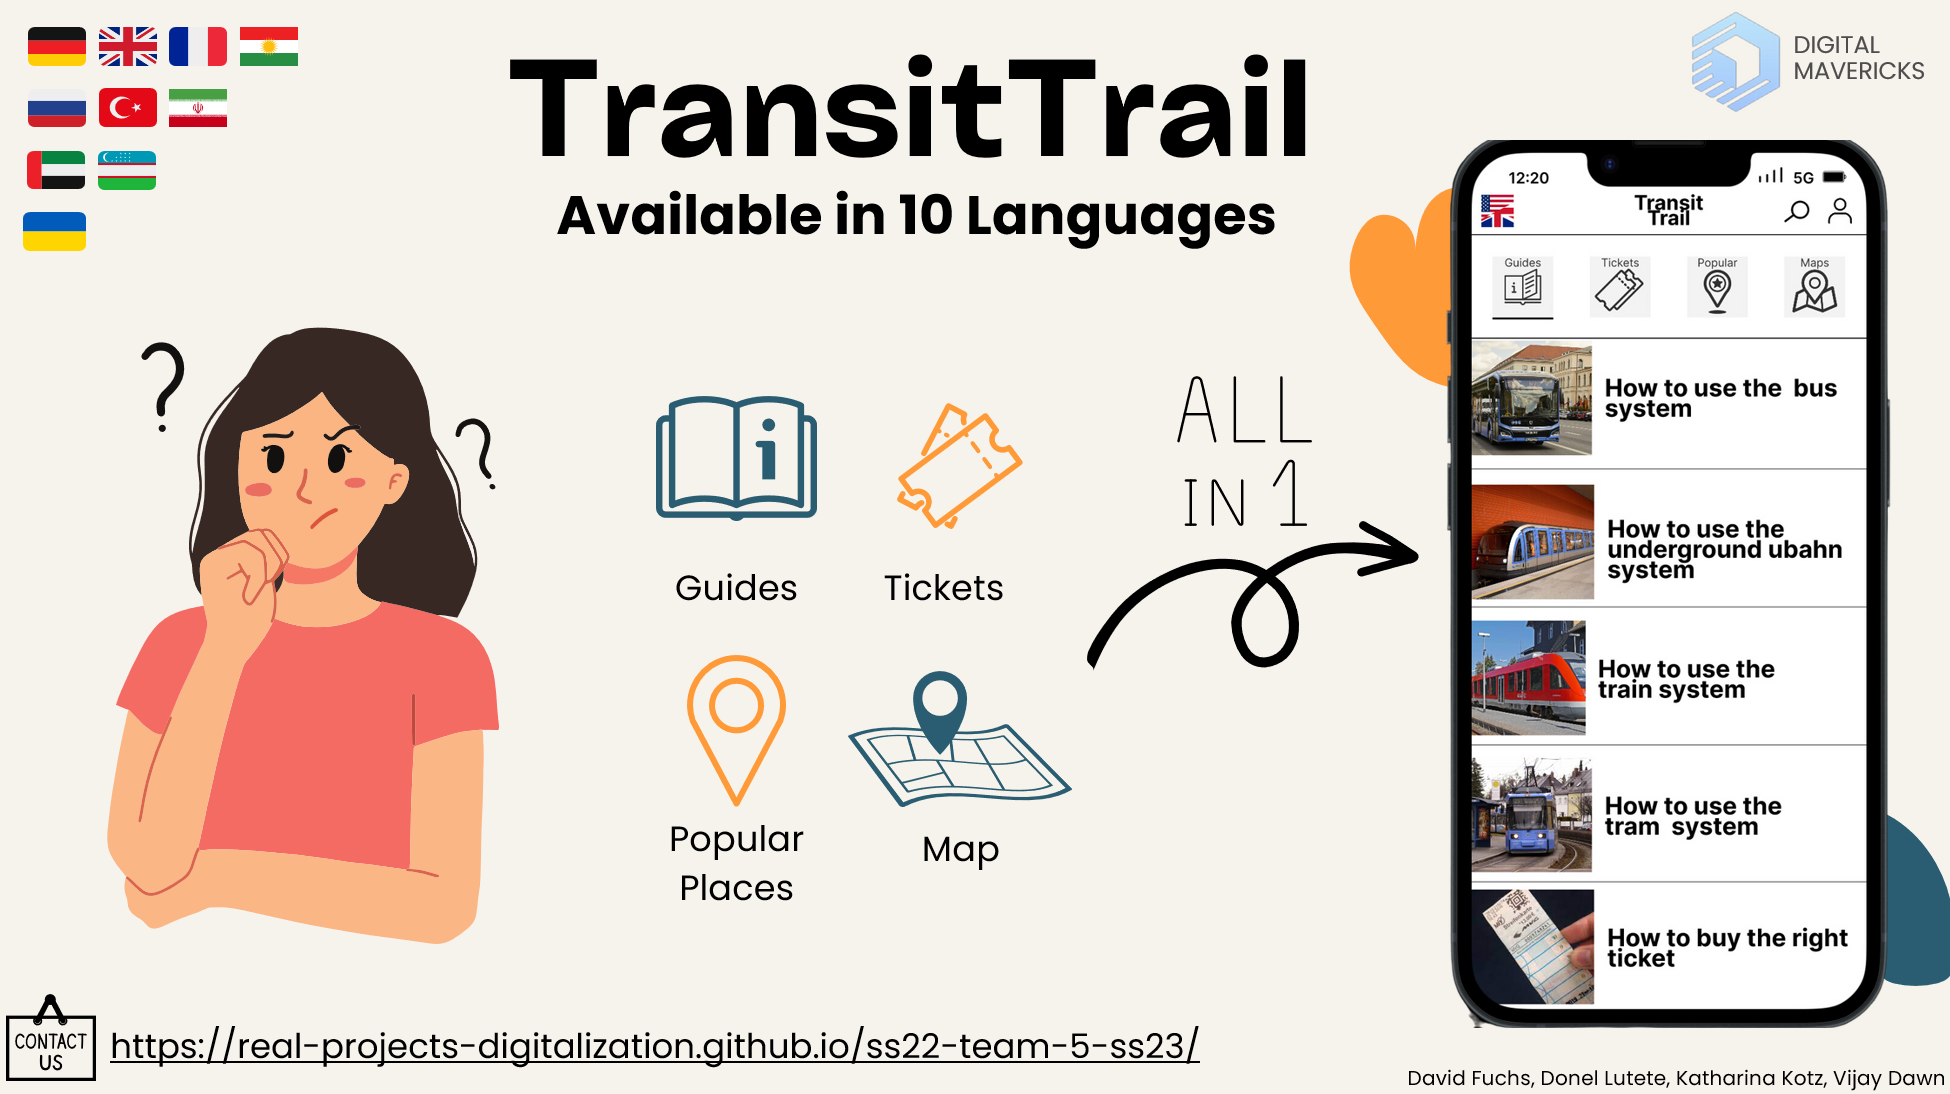 TransitTrail
Available in 10 Languages
DIGITAL
MAVERICKS
?
?
Guides
Tickets
Popular
Places
Map
ALL
IN 1
12:20
5G
Transit
Trail
Guides
Tickets
Popular
Maps
How to use the bus
system
How to use the
underground ubahn
system
How to use the
train system
How to use the
tram system
How to buy the right
ticket
CONTACT
US
https://real-projects-digitalization.github.io/ss22-team-5-ss23/
David Fuchs, Donel Lutete, Katharina Kotz, Vijay Dawn